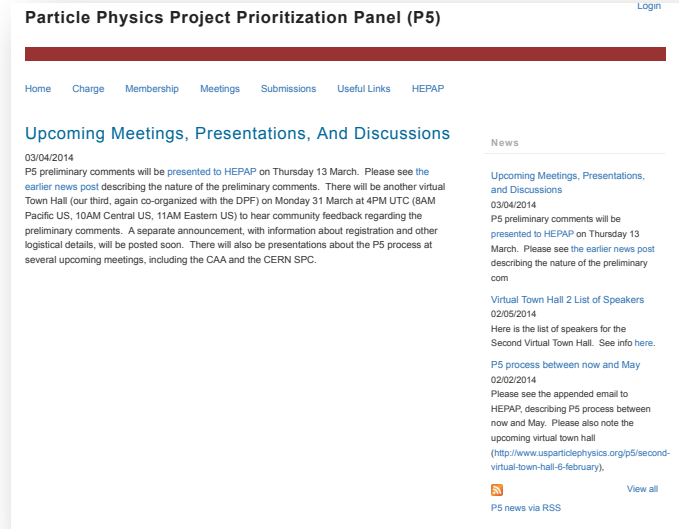 Login
Particle Physics Project Prioritization Panel (P5)
Home Charge Membership Meetings Submissions Useful Links HEPAP
Upcoming Meetings, Presentations, And Discussions
03/04/2014
P5 preliminary comments will be presented to HEPAP on Thursday 13 March. Please see the
earlier news post describing the nature of the preliminary comments. There will be another virtual
Town Hall (our third, again co-organized with the DPF) on Monday 31 March at 4PM UTC (8AM
Pacific US, 10AM Central US, 11AM Eastern US) to hear community feedback regarding the
preliminary comments. A separate announcement, with information about registration and other
logistical details, will be posted soon. There will also be presentations about the P5 process at
several upcoming meetings, including the CAA and the CERN SPC.
News
Upcoming Meetings, Presentations,
and Discussions
03/04/2014
P5 preliminary comments will be
presented to HEPAP on Thursday 13
March. Please see the earlier news post
describing the nature of the preliminary
com
Virtual Town Hall 2 List of Speakers
02/05/2014
Here is the list of speakers for the
Second Virtual Town Hall. See info here.
P5 process between now and May
02/02/2014
Please see the appended email to
HEPAP, describing P5 process between
now and May. Please also note the
upcoming virtual town hall
(http://www.usparticlephysics.org/p5/second-
virtual-town-hall-6-february),
View all
P5 news via RSS